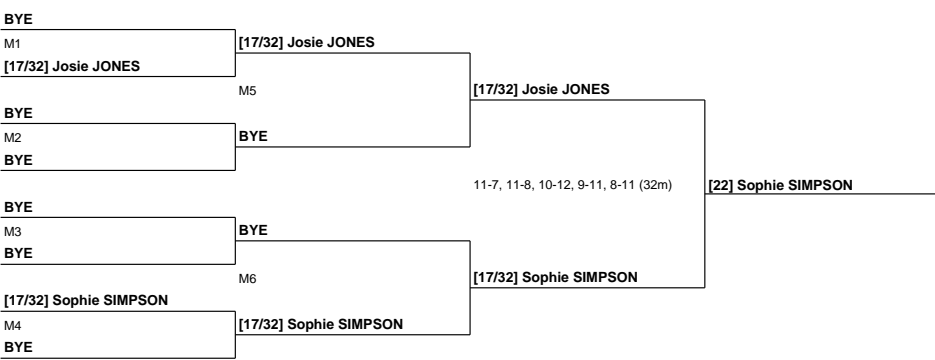 BYE
M1
[17/32] Josie JONES
[17/32] Josie JONES
M5
[17/32] Josie JONES
BYE
M2
BYE
BYE
11-7, 11-8, 10-12, 9-11, 8-11 (32m)
[22] Sophie SIMPSON
BYE
M3
BYE
BYE
M6
[17/32] Sophie SIMPSON
[17/32] Sophie SIMPSON
M4
BYE
[17/32] Sophie SIMPSON